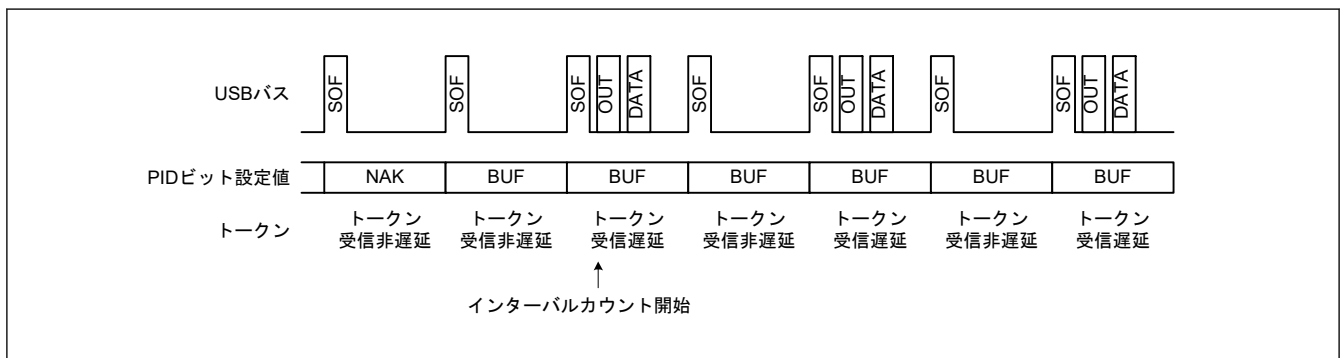 USBバス
SOF SOF SOF OUT DATA SOF SOF OUT DATA SOF SOF OUT DATA
PIDビット設定値 NAK BUF BUF BUF BUF BUF BUF
トークン
トークン 受信非遅延
トークン 受信非遅延
トークン 受信遅延
トークン 受信非遅延
トークン 受信遅延
トークン 受信非遅延
トークン 受信遅延
インターバルカウント開始